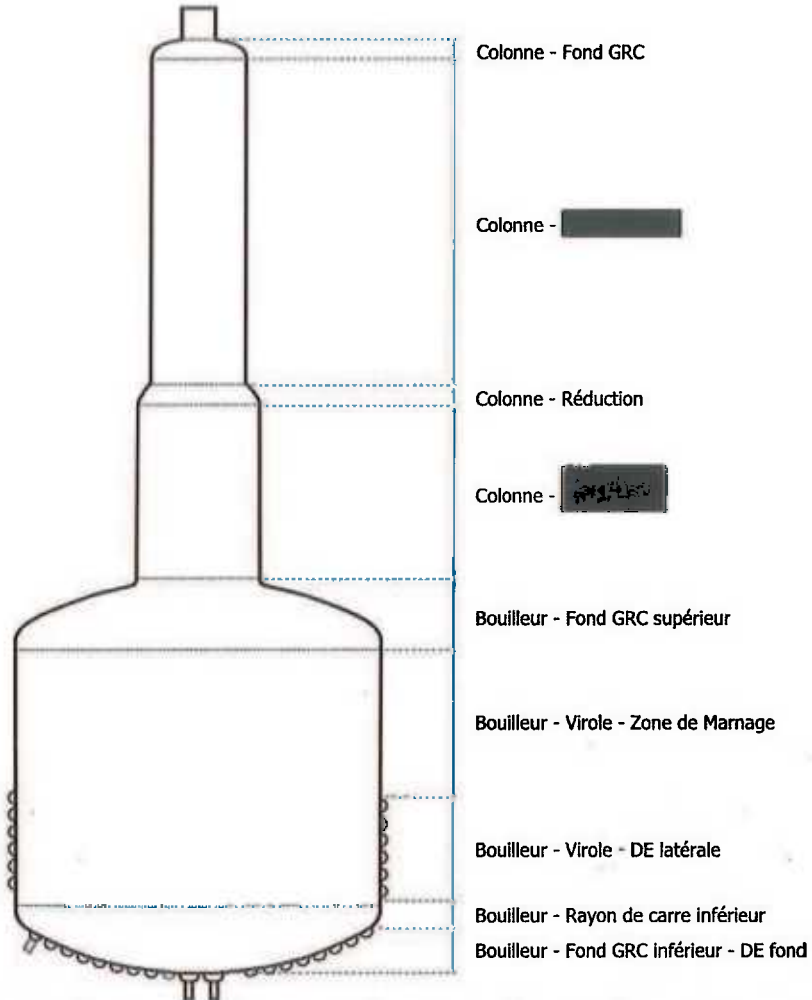 Colonne - Fond GRC
Colonne -
Colonne - Réduction
Colonne -
Bouilleur - Fond GRC supérieur
Bouilleur - Virole - Zone de Marnage
Bouilleur - Virole - DE latérale
Bouilleur - Rayon de carre inférieur
Bouilleur - Fond GRC inférieur - DE fond